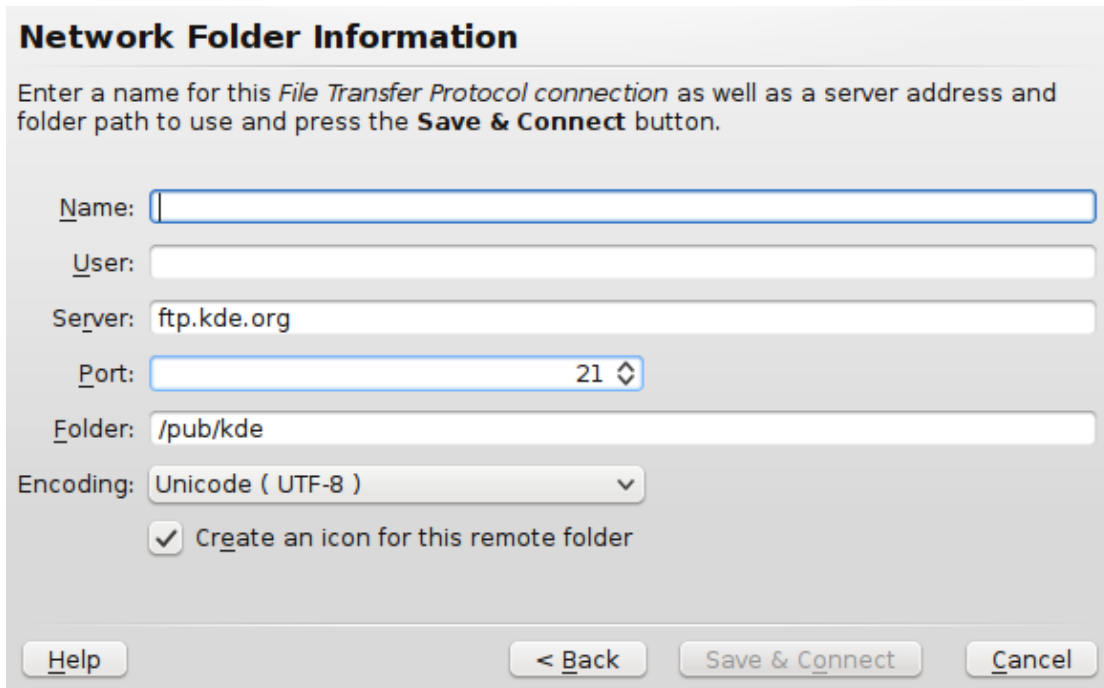 Network Folder Information
Enter a name for this File Transfer Protocol connection as well as a server address and
folder path to use and press the Save & Connect button.
Name:
User:
Server: ftp.kde.org
Port: 21
Folder: /pub/kde
Encoding: Unicode ( UTF-8 )
Create an icon for this remote folder
Help < Back Save & Connect Cancel